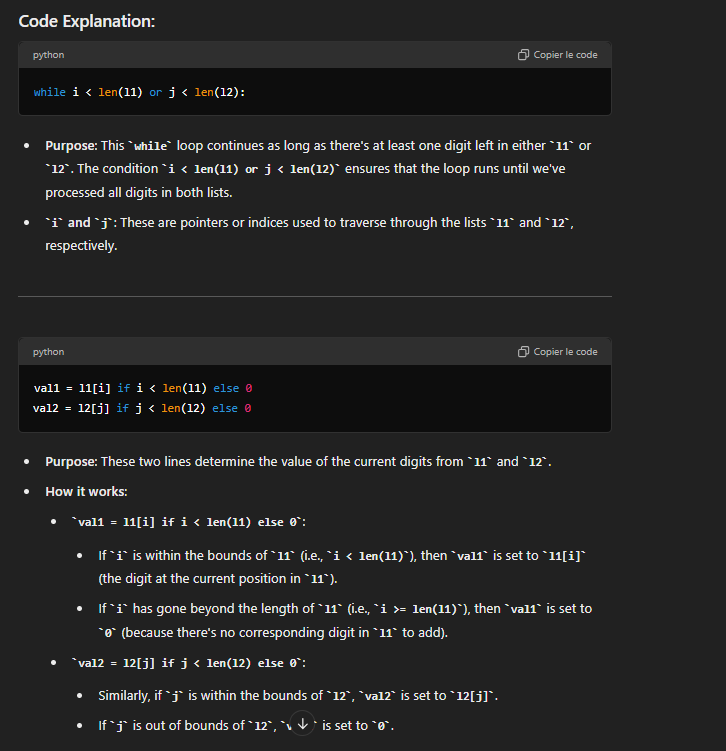 Code Explanation:
python
Copier le code
while i < len(l1) or j < len(l2):
Purpose: This `while` loop continues as long as there's at least one digit left in either `l1` or
`l2`. The condition `i < len(l1) or j < len(l2)` ensures that the loop runs until we've
processed all digits in both lists.
`i` and `j`: These are pointers or indices used to traverse through the lists `l1` and `l2`,
respectively.
python
Copier le code
val1 = l1[i] if i < len(l1) else 0
val2 = l2[j] if j < len(l2) else 0
Purpose: These two lines determine the value of the current digits from `l1` and `l2`.
How it works:
`val1 = l1[i] if i < len(l1) else 0`:
If `i` is within the bounds of `l1` (i.e., `i < len(l1)`), then `val1` is set to `l1[i]`
(the digit at the current position in `l1`).
If `i` has gone beyond the length of `l1` (i.e., `i >= len(l1)`), then `val1` is set to
`0` (because there's no corresponding digit in `l1` to add).
`val2 = l2[j] if j < len(l2) else 0`:
Similarly, if `j` is within the bounds of `l2`, `val2` is set to `l2[j]`.
If `j` is out of bounds of `l2`, is set to `0`.